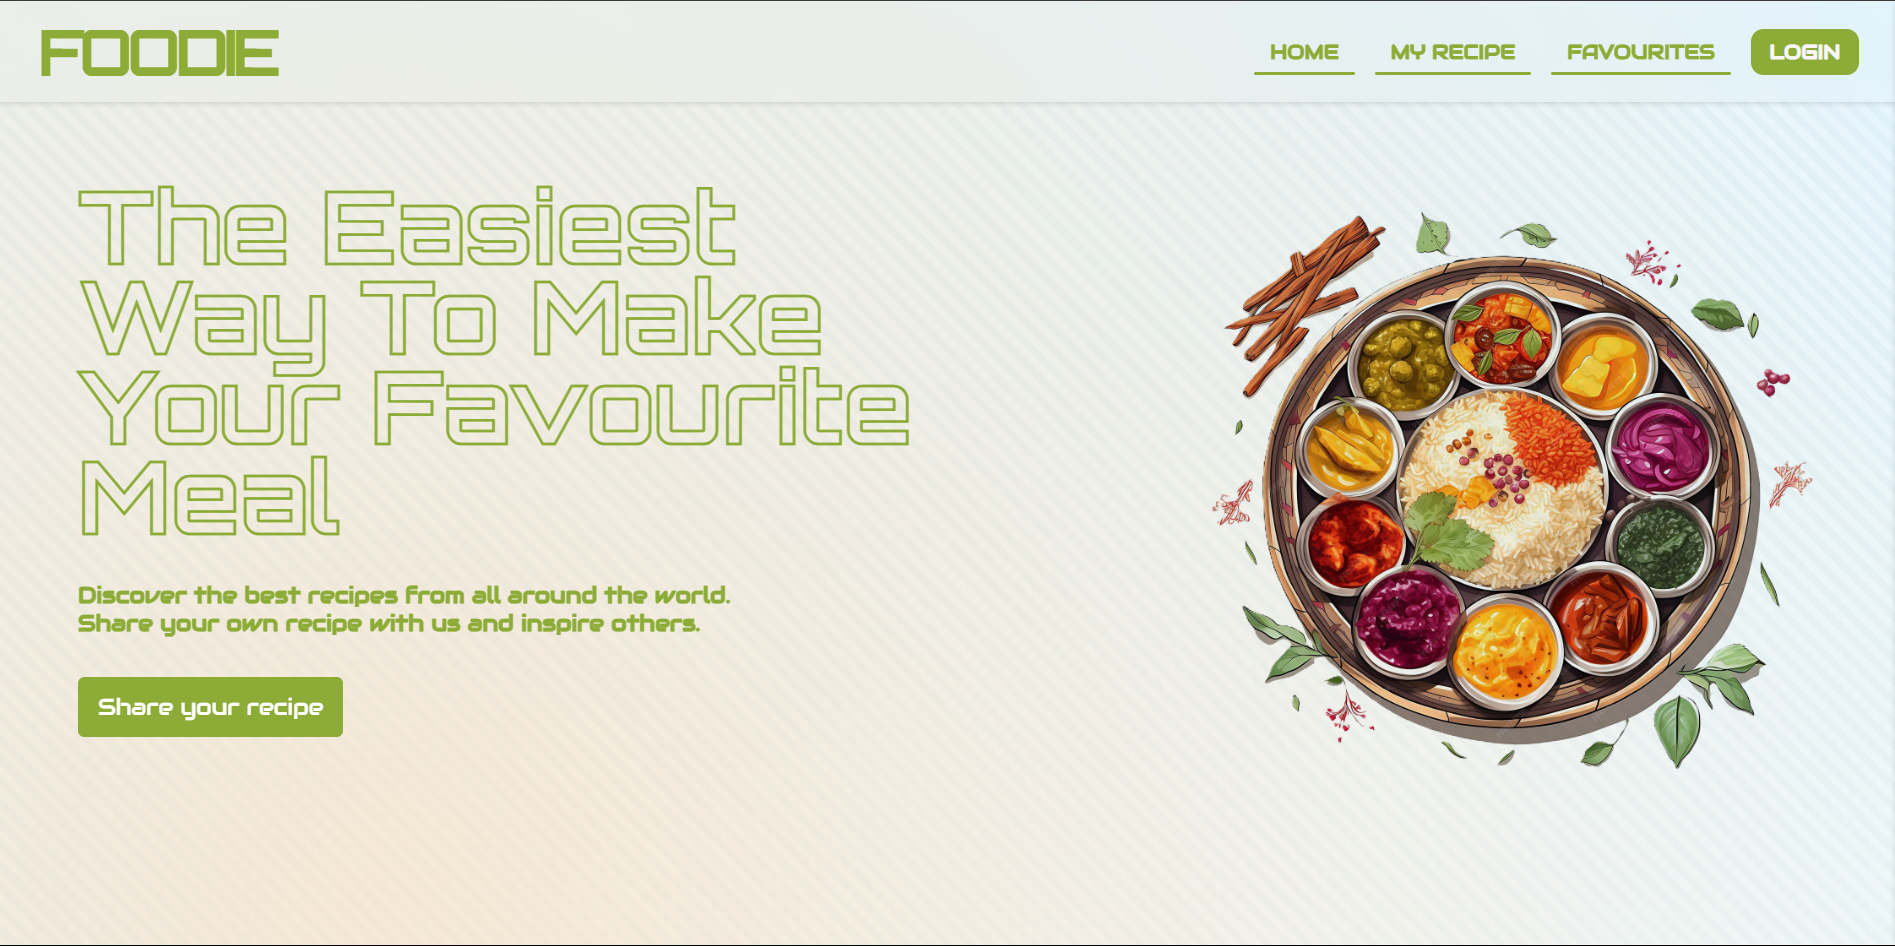 FOODIE
HOME
MY RECIPE
FAVOURITES
LOGIN
The Easiest
Way To Make
Your Favourite
Meal
Discover the best recipes from all around the world.
Share your own recipe with us and inspire others.
Share your recipe